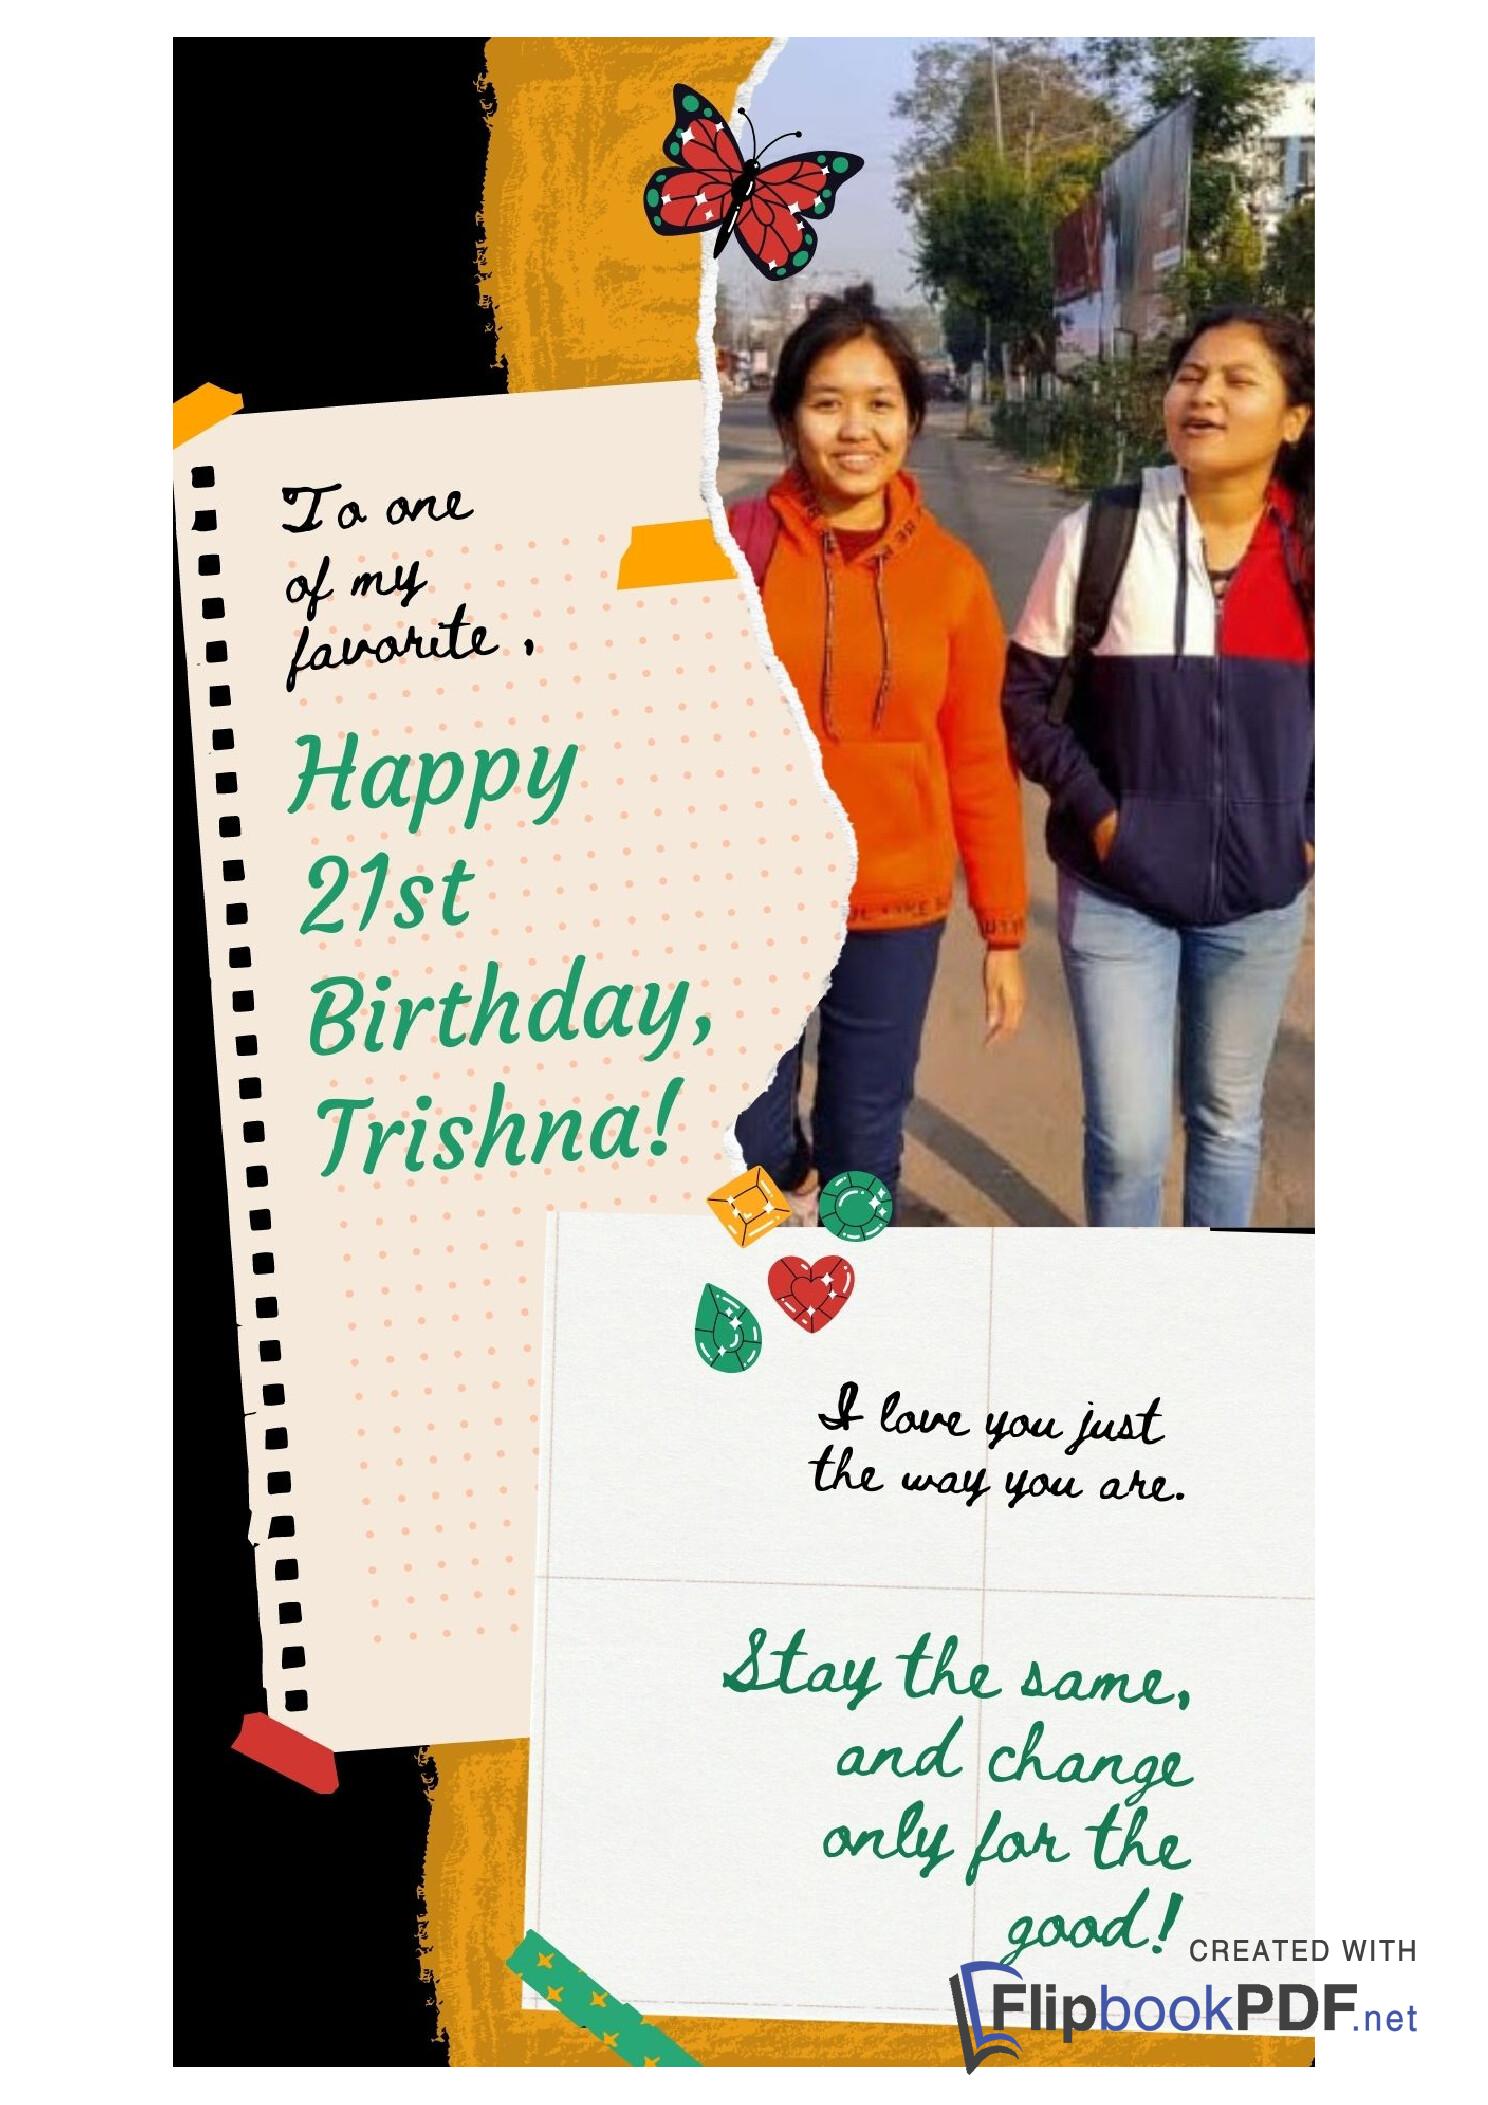 To one
of my
favorite ,
Happy
21st
Birthday,
Trishna!
I love you just
the way you are.
Stay the same,
and change
only for the
good!
CREATED WITH
FlipbookPDF.net